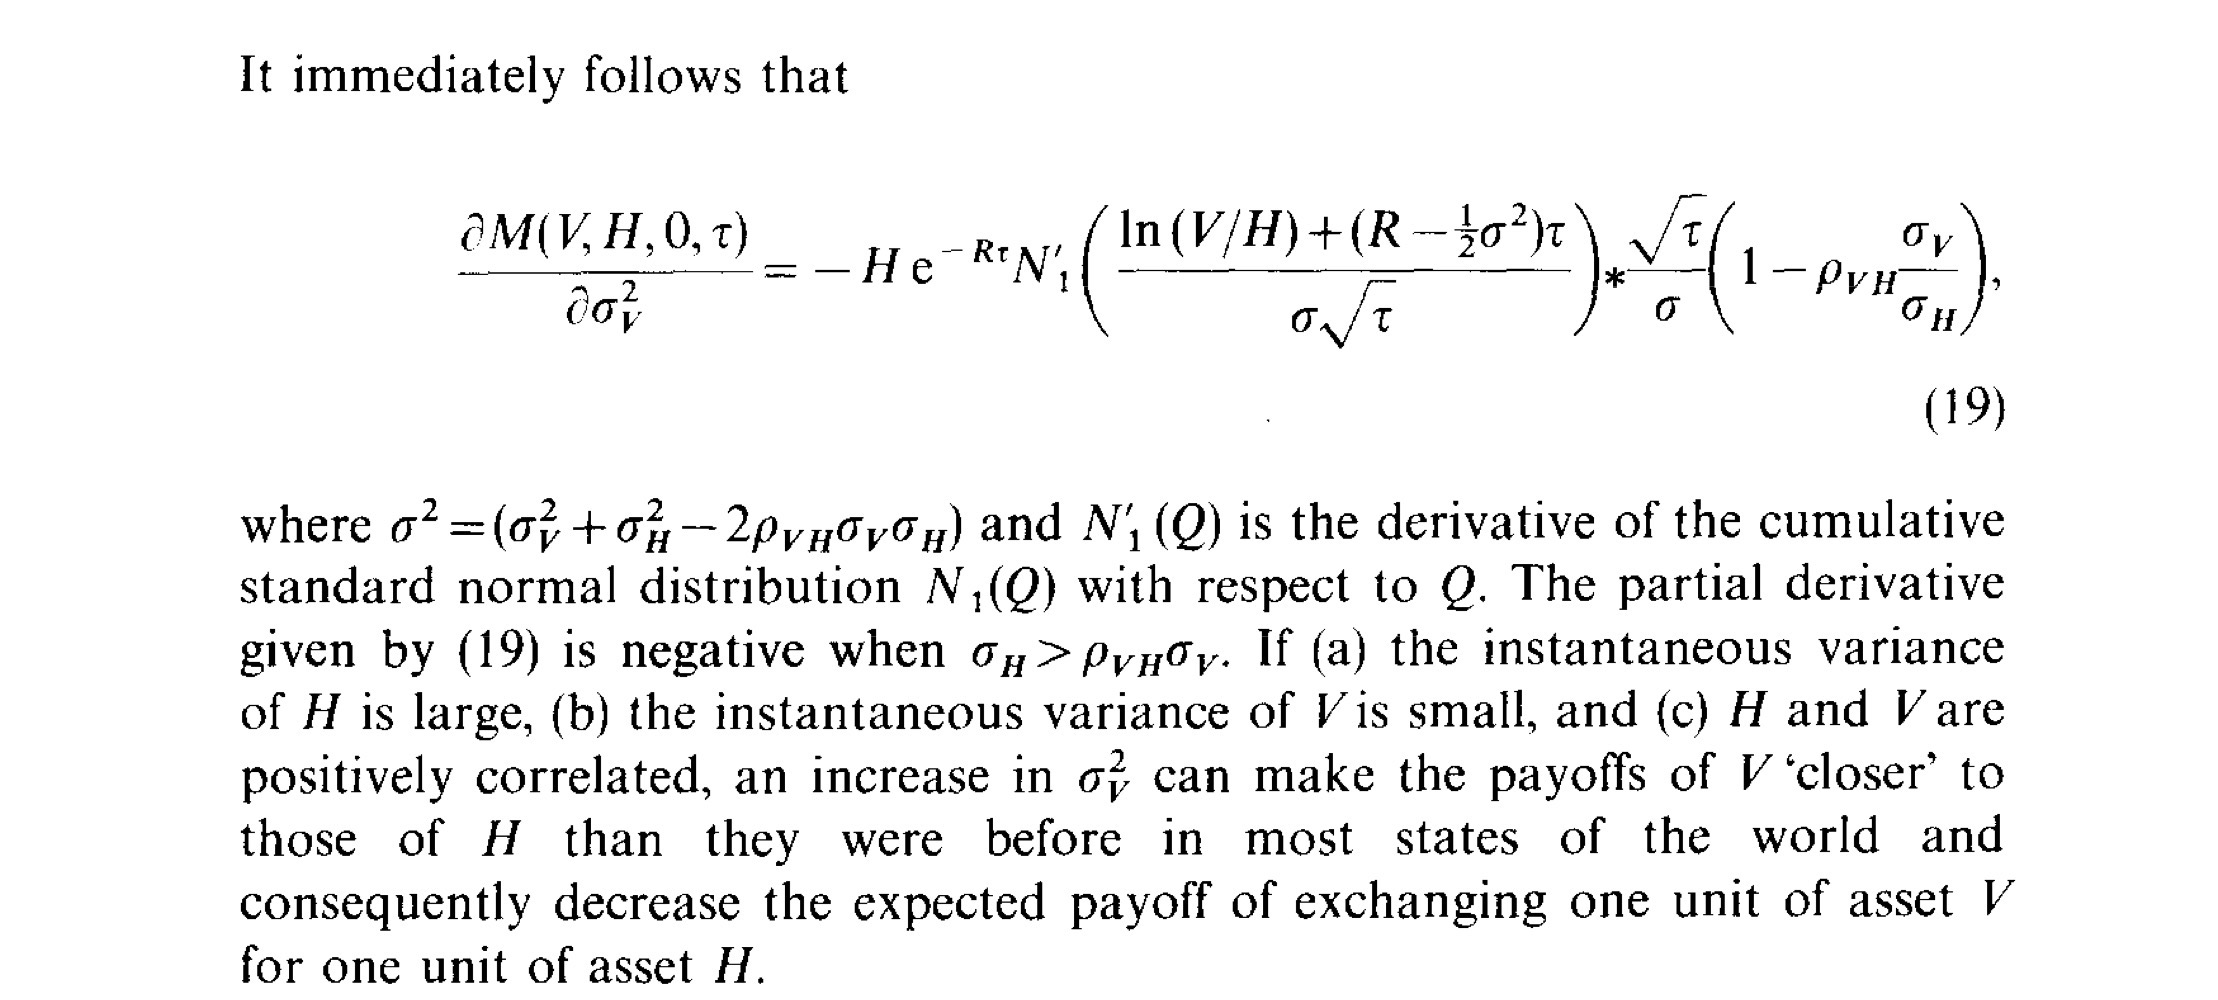 It immediately follows that
∂M(V, H, 0, τ)/∂σ_V^2 = −H e^{−Rτ} N′_1 ( (ln(V/H) + (R − ½σ^2)τ) / (σ√τ) ) * (√τ/σ) (1 − ρ_{VH} σ_V/σ_H),
(19)
where σ^2 = (σ_V^2 + σ_H^2 − 2ρ_{VH}σ_Vσ_H) and N′_1 (Q) is the derivative of the cumulative
standard normal distribution N_1(Q) with respect to Q. The partial derivative
given by (19) is negative when σ_H > ρ_{VH}σ_V. If (a) the instantaneous variance
of H is large, (b) the instantaneous variance of V is small, and (c) H and V are
positively correlated, an increase in σ_V^2 can make the payoffs of V ‘closer’ to
those of H than they were before in most states of the world and
consequently decrease the expected payoff of exchanging one unit of asset V
for one unit of asset H.